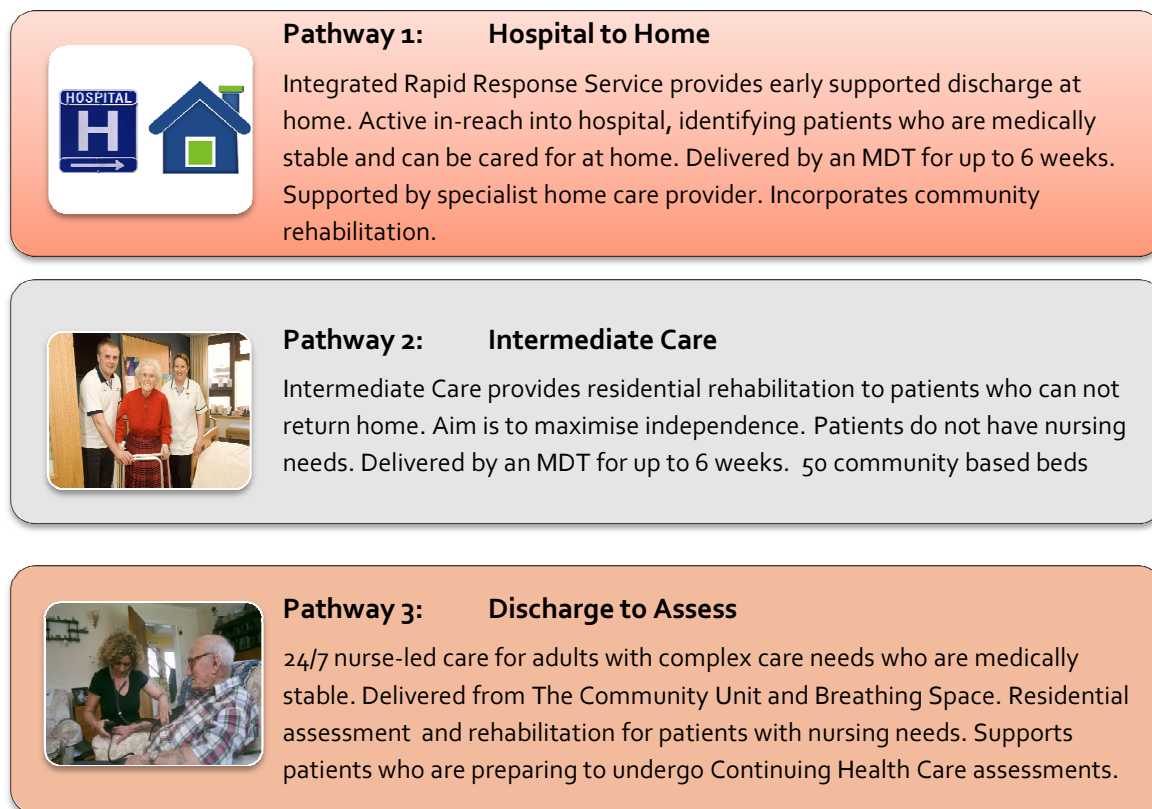 HOSPITAL
H
Pathway 1: Hospital to Home
Integrated Rapid Response Service provides early supported discharge at
home. Active in-reach into hospital, identifying patients who are medically
stable and can be cared for at home. Delivered by an MDT for up to 6 weeks.
Supported by specialist home care provider. Incorporates community
rehabilitation.
Pathway 2: Intermediate Care
Intermediate Care provides residential rehabilitation to patients who can not
return home. Aim is to maximise independence. Patients do not have nursing
needs. Delivered by an MDT for up to 6 weeks. 50 community based beds
Pathway 3: Discharge to Assess
24/7 nurse-led care for adults with complex care needs who are medically
stable. Delivered from The Community Unit and Breathing Space. Residential
assessment and rehabilitation for patients with nursing needs. Supports
patients who are preparing to undergo Continuing Health Care assessments.